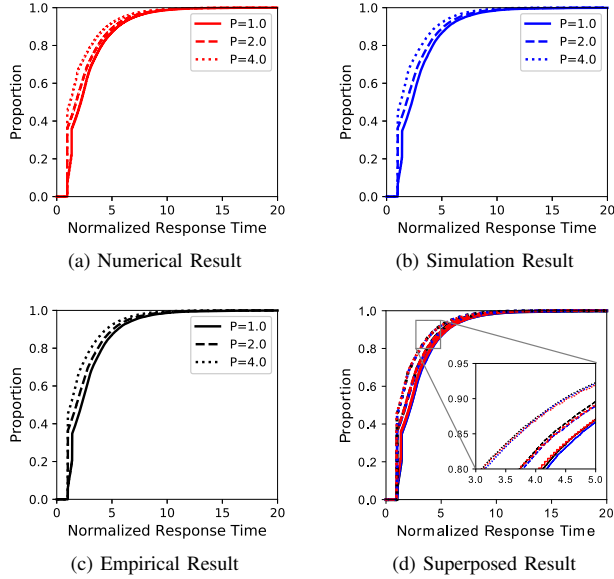 1.0
0.8
0.6
0.4
0.2
0.0
Proportion
P=1.0
P=2.0
P=4.0
0 5 10 15 20
Normalized Response Time
(a) Numerical Result
1.0
0.8
0.6
0.4
0.2
0.0
Proportion
P=1.0
P=2.0
P=4.0
0 5 10 15 20
Normalized Response Time
(b) Simulation Result
1.0
0.8
0.6
0.4
0.2
0.0
Proportion
P=1.0
P=2.0
P=4.0
0 5 10 15 20
Normalized Response Time
(c) Empirical Result
1.0
0.8
0.6
0.4
0.2
0.0
Proportion
0.95
0.90
0.85
0.80
3.0 3.5 4.0 4.5 5.0
0 5 10 15 20
Normalized Response Time
(d) Superposed Result